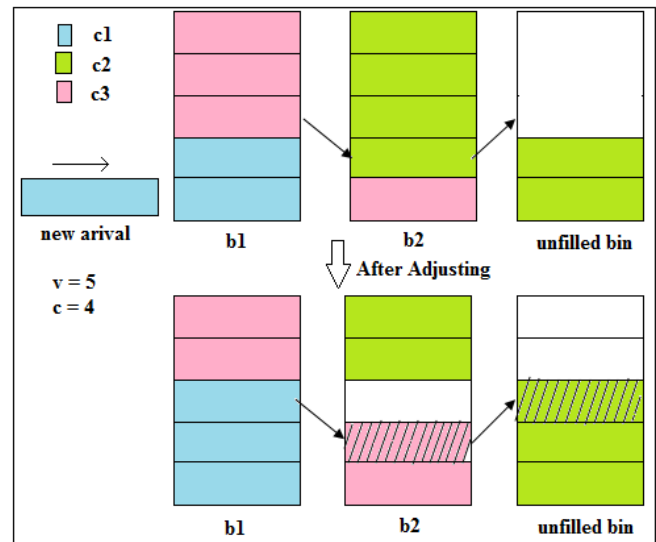 c1
c2
c3
new arival
b1
b2
unfilled bin
After Adjusting
v = 5
c = 4
b1
b2
unfilled bin